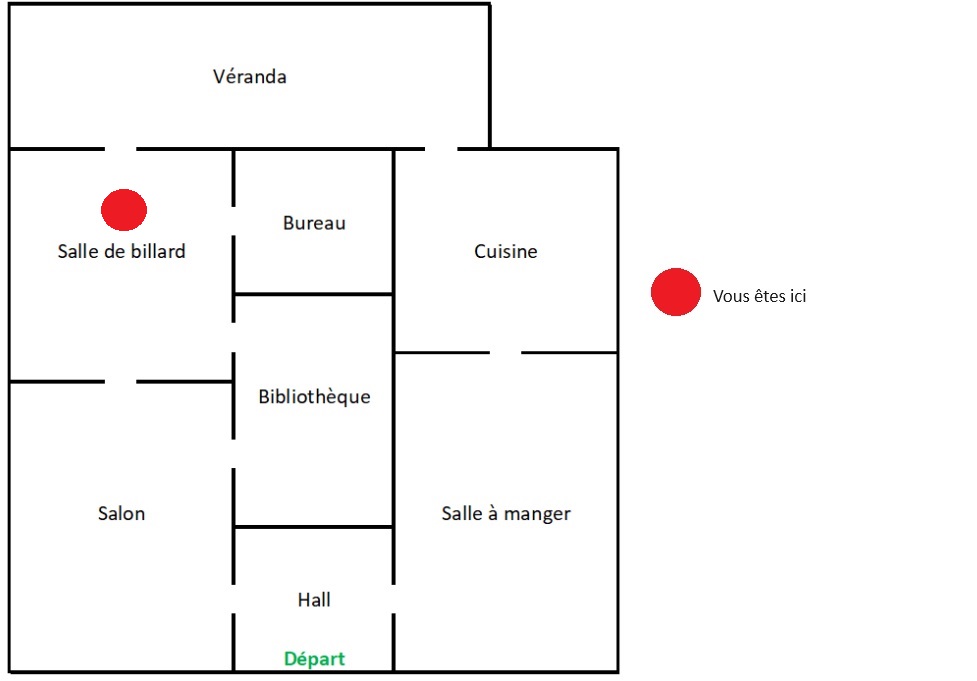 Véranda
Bureau
Salle de billard
Cuisine
Vous êtes ici
Bibliothèque
Salon
Salle à manger
Hall
Départ